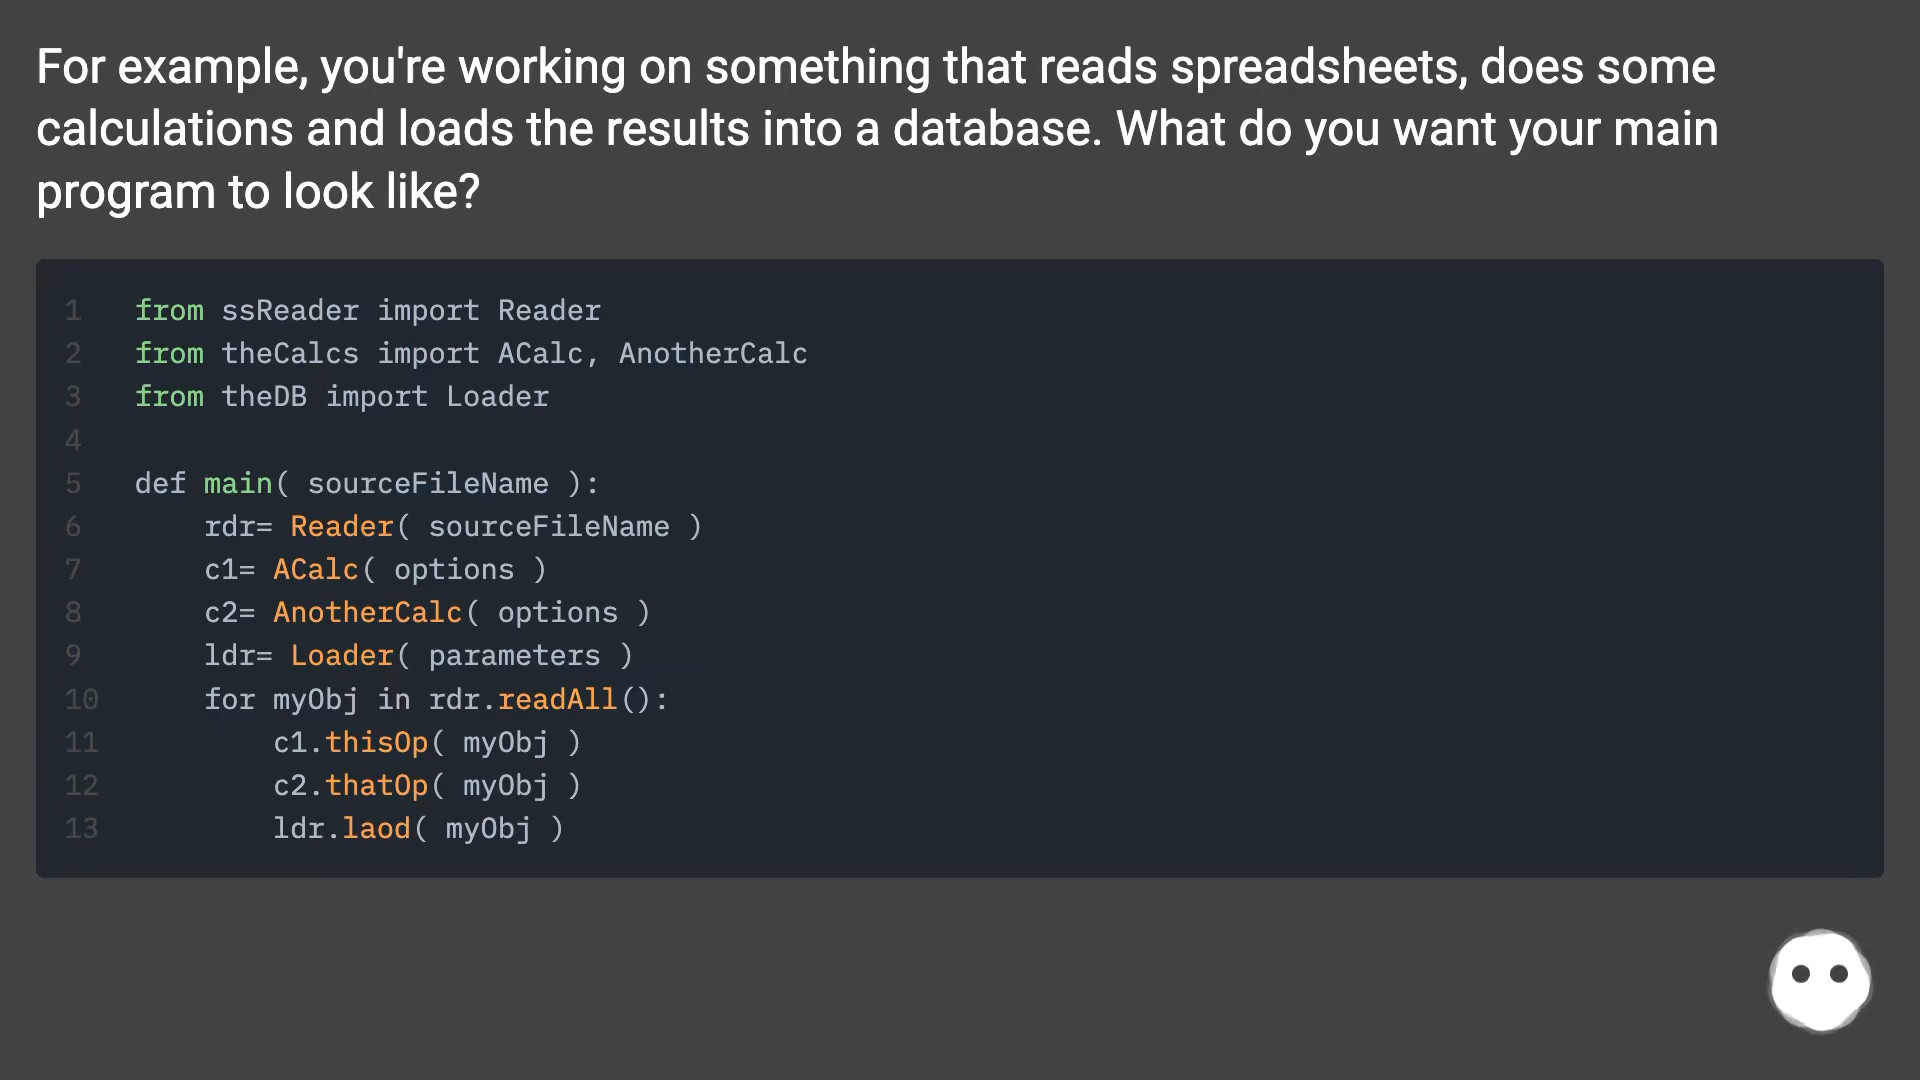 For example, you're working on something that reads spreadsheets, does some
calculations and loads the results into a database. What do you want your main
program to look like?
1 from ssReader import Reader
2 from theCalcs import ACalc, AnotherCalc
3 from theDB import Loader
4
5 def main( sourceFileName ):
6     rdr= Reader( sourceFileName )
7     c1= ACalc( options )
8     c2= AnotherCalc( options )
9     ldr= Loader( parameters )
10     for myObj in rdr.readAll():
11         c1.thisOp( myObj )
12         c2.thatOp( myObj )
13         ldr.laod( myObj )